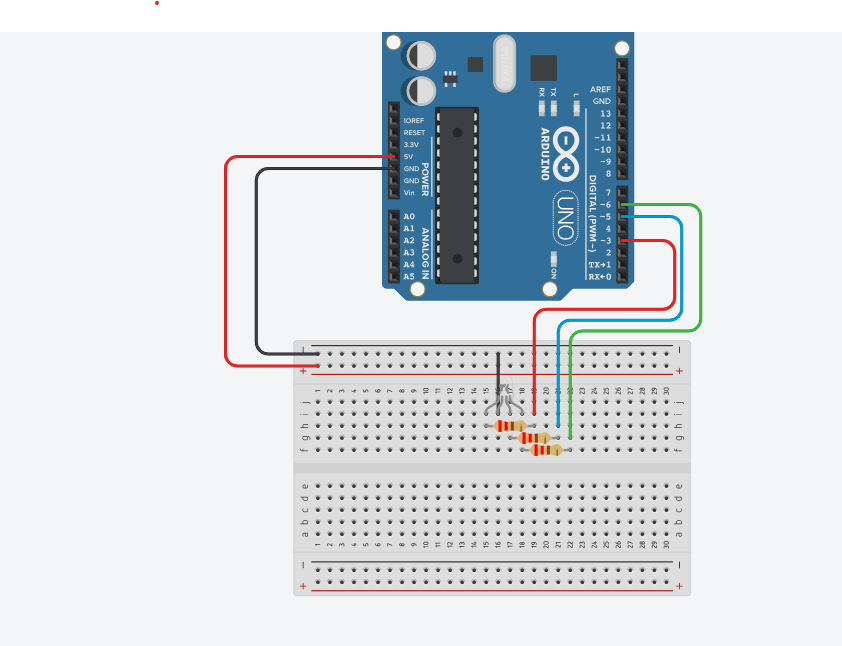 RX TX L
AREF
GND
13
12
~11
~10
~9
8
IOREF
RESET
3.3V
5V
GND
GND
Vin
POWER
ARDUINO
UNO
DIGITAL (PWM~)
7
~6
~5
4
~3
2
TX→1
RX←0
A0
A1
A2
A3
A4
A5
ANALOG IN
ON
− −
+ +
1 2 3 4 5 6 7 8 9 10 11 12 13 14 15 16 17 18 19 20 21 22 23 24 25 26 27 28 29 30
j j
i i
h h
g g
f f
e e
d d
c c
b b
a a
1 2 3 4 5 6 7 8 9 10 11 12 13 14 15 16 17 18 19 20 21 22 23 24 25 26 27 28 29 30
− −
+ +